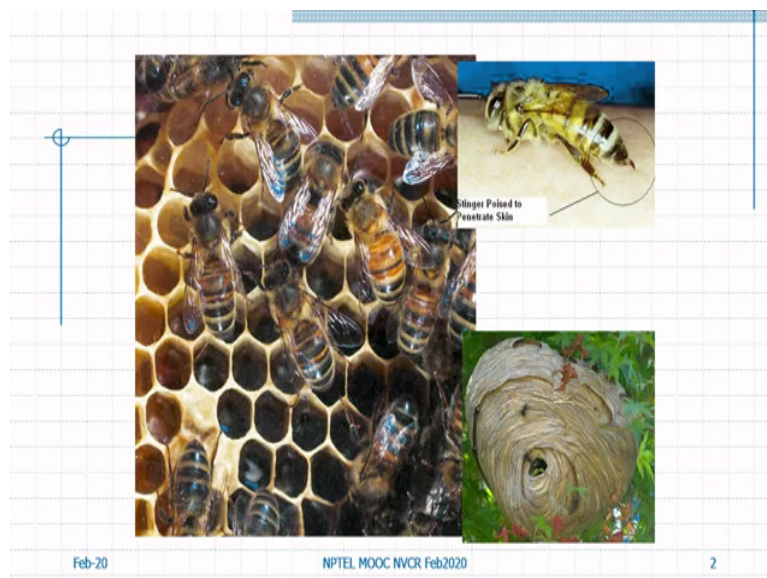 Stinger Poised to
Penetrate Skin
Feb-20
NPTEL MOOC NVCR Feb2020
2